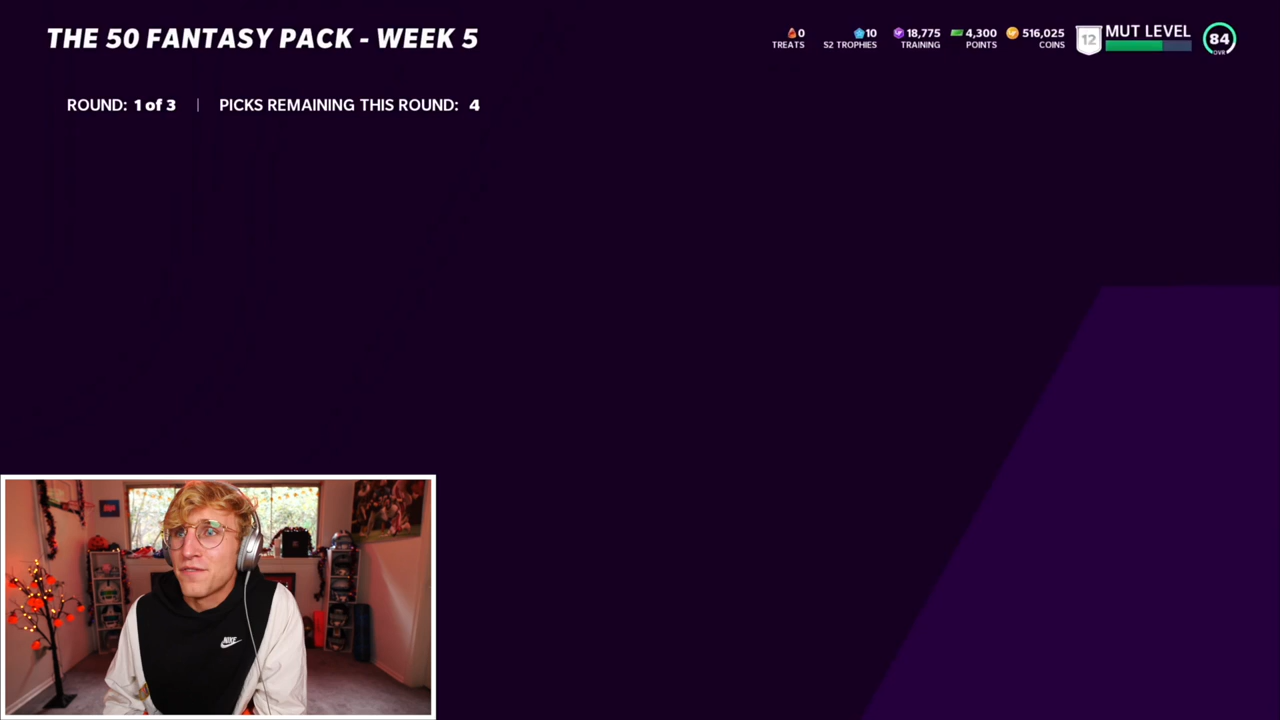 THE 50 FANTASY PACK - WEEK 5
0 TREATS
10 S2 TROPHIES
18,775 TRAINING
4,300 POINTS
516,025 COINS
12
MUT LEVEL
84 OVR
ROUND: 1 of 3 | PICKS REMAINING THIS ROUND: 4
NIKE